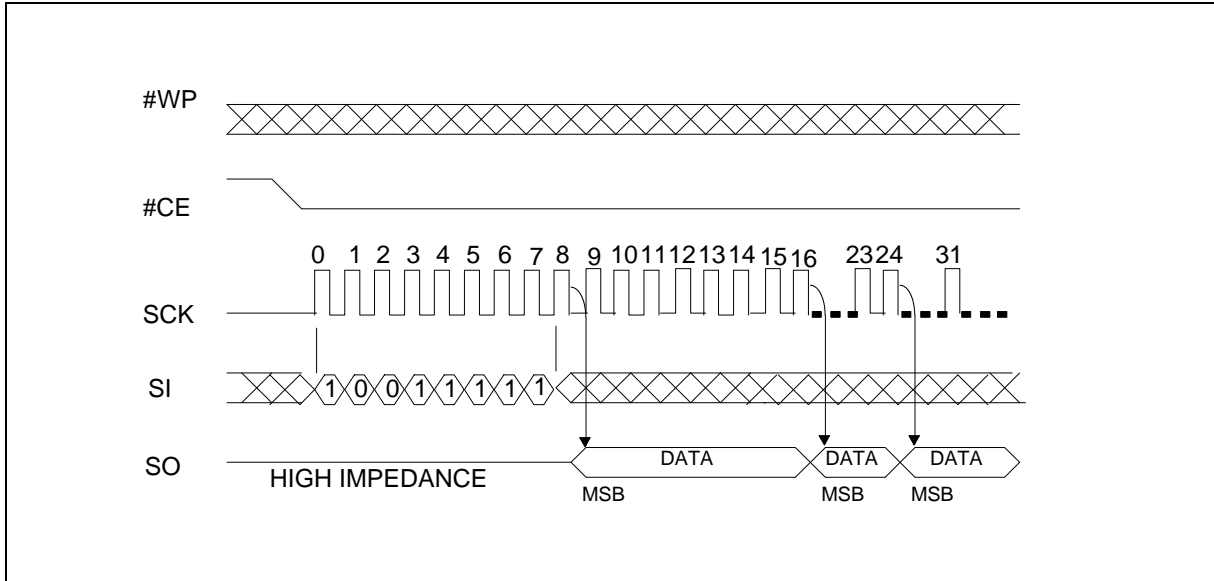 #WP
#CE
0 1 2 3 4 5 6 7 8 9 10 11 12 13 14 15 16 23 24 31
SCK
SI 1 0 0 1 1 1 1 1
SO HIGH IMPEDANCE DATA DATA DATA
MSB MSB MSB